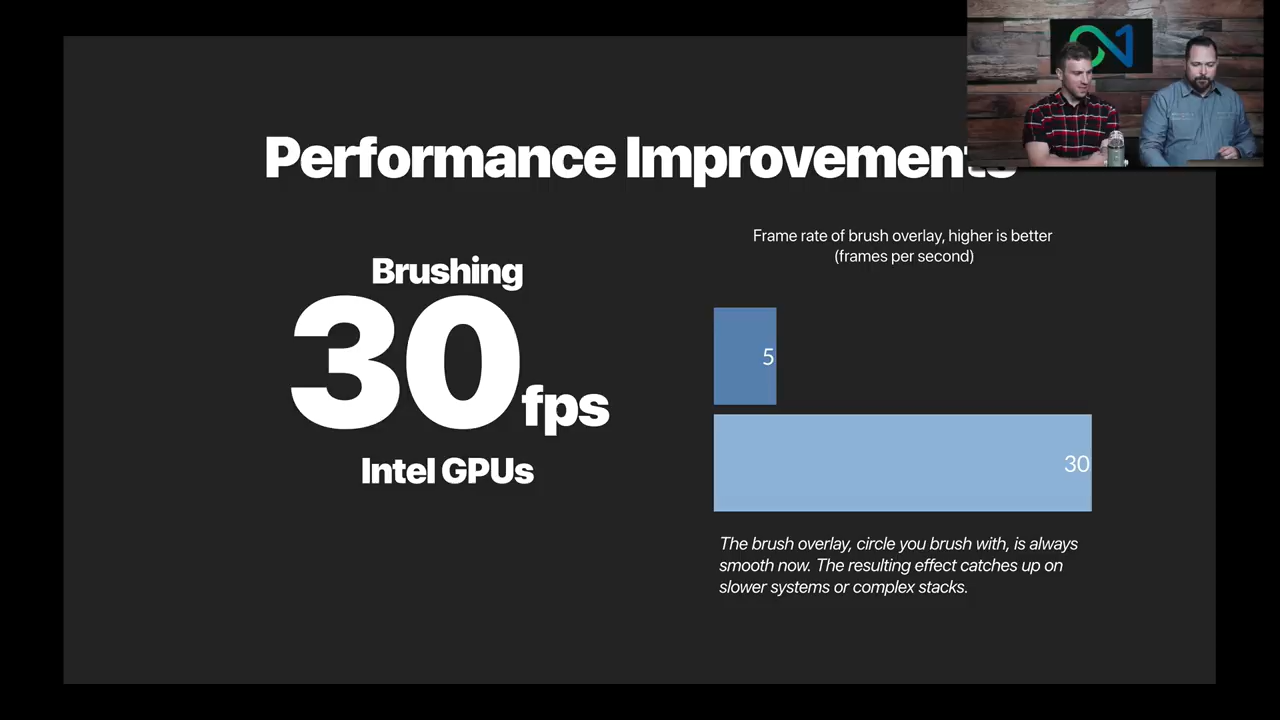 Performance Improvements
Frame rate of brush overlay, higher is better
(frames per second)
Brushing
30fps
Intel GPUs
5
30
The brush overlay, circle you brush with, is always
smooth now. The resulting effect catches up on
slower systems or complex stacks.